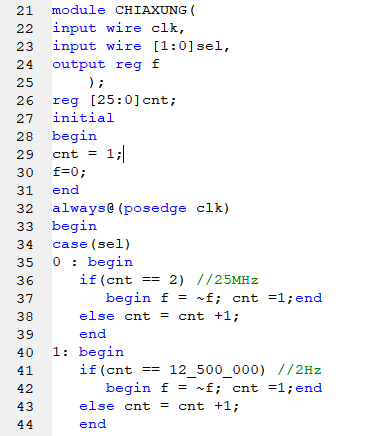 21 module CHIAXUNG(
22 input wire clk,
23 input wire [1:0]sel,
24 output reg f
25     );
26 reg [25:0]cnt;
27 initial
28 begin
29 cnt = 1;
30 f=0;
31 end
32 always@(posedge clk)
33 begin
34 case(sel)
35 0 : begin
36    if(cnt == 2) //25MHz
37       begin f = ~f; cnt =1;end
38    else cnt = cnt +1;
39    end
40 1: begin
41    if(cnt == 12_500_000) //2Hz
42       begin f = ~f; cnt =1;end
43    else cnt = cnt +1;
44    end